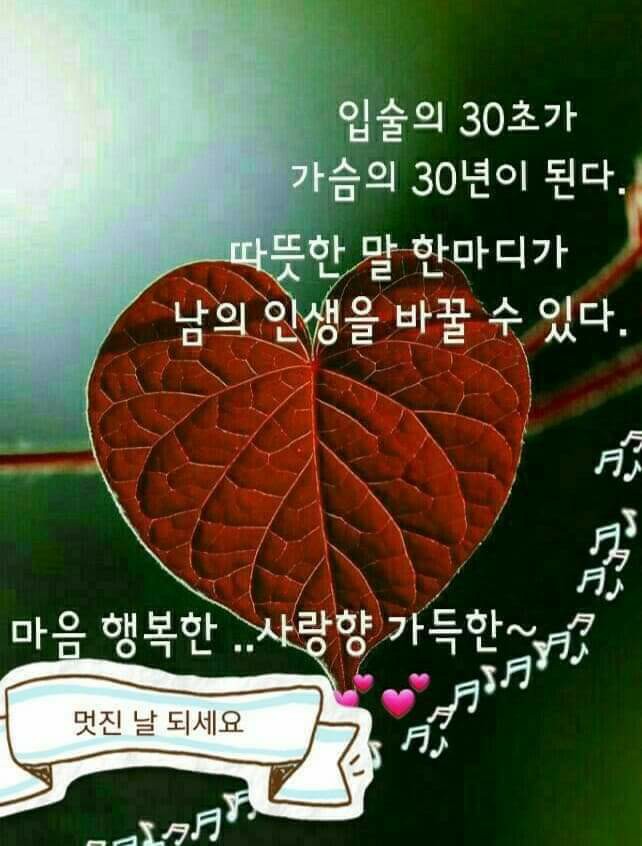 입술의 30초가
가슴의 30년이 된다.
따뜻한 말 한마디가
남의 인생을 바꿀 수 있다.
마음 행복한 ..사랑향 가득한~
멋진 날 되세요